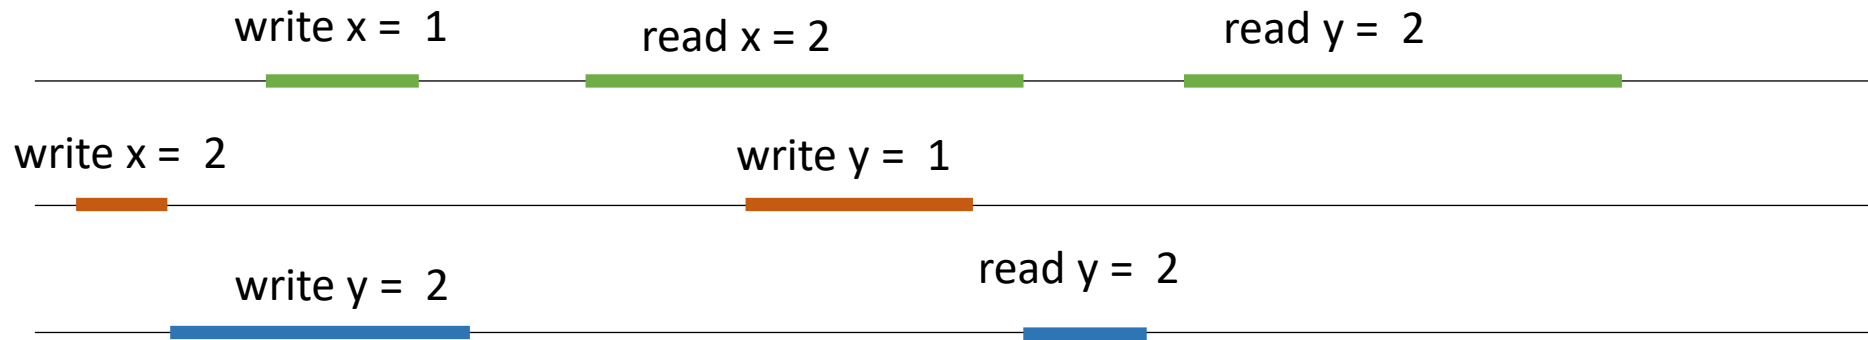 write x = 1
read x = 2
read y = 2
write x = 2
write y = 1
write y = 2
read y = 2